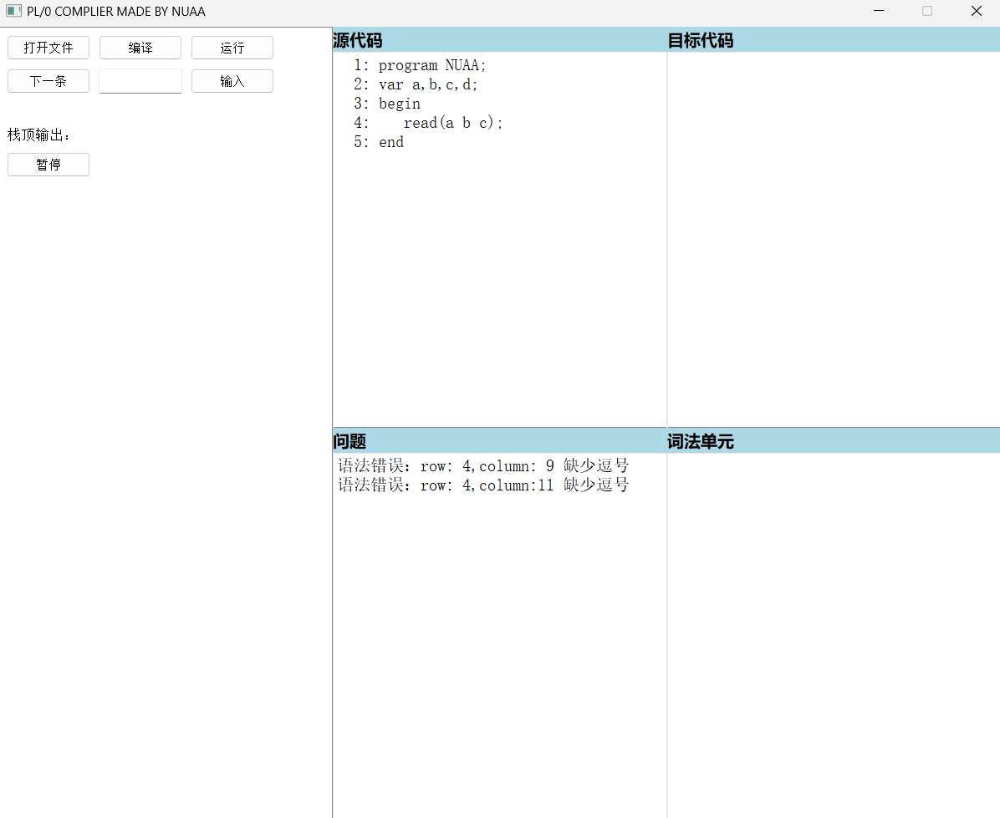 PL/0 COMPLIER MADE BY NUAA
打开文件 编译 运行
下一条 输入
栈顶输出:
暂停
源代码
1: program NUAA;
2: var a,b,c,d;
3: begin
4:    read(a b c);
5: end
目标代码
问题
语法错误: row: 4,column: 9 缺少逗号
语法错误: row: 4,column:11 缺少逗号
词法单元